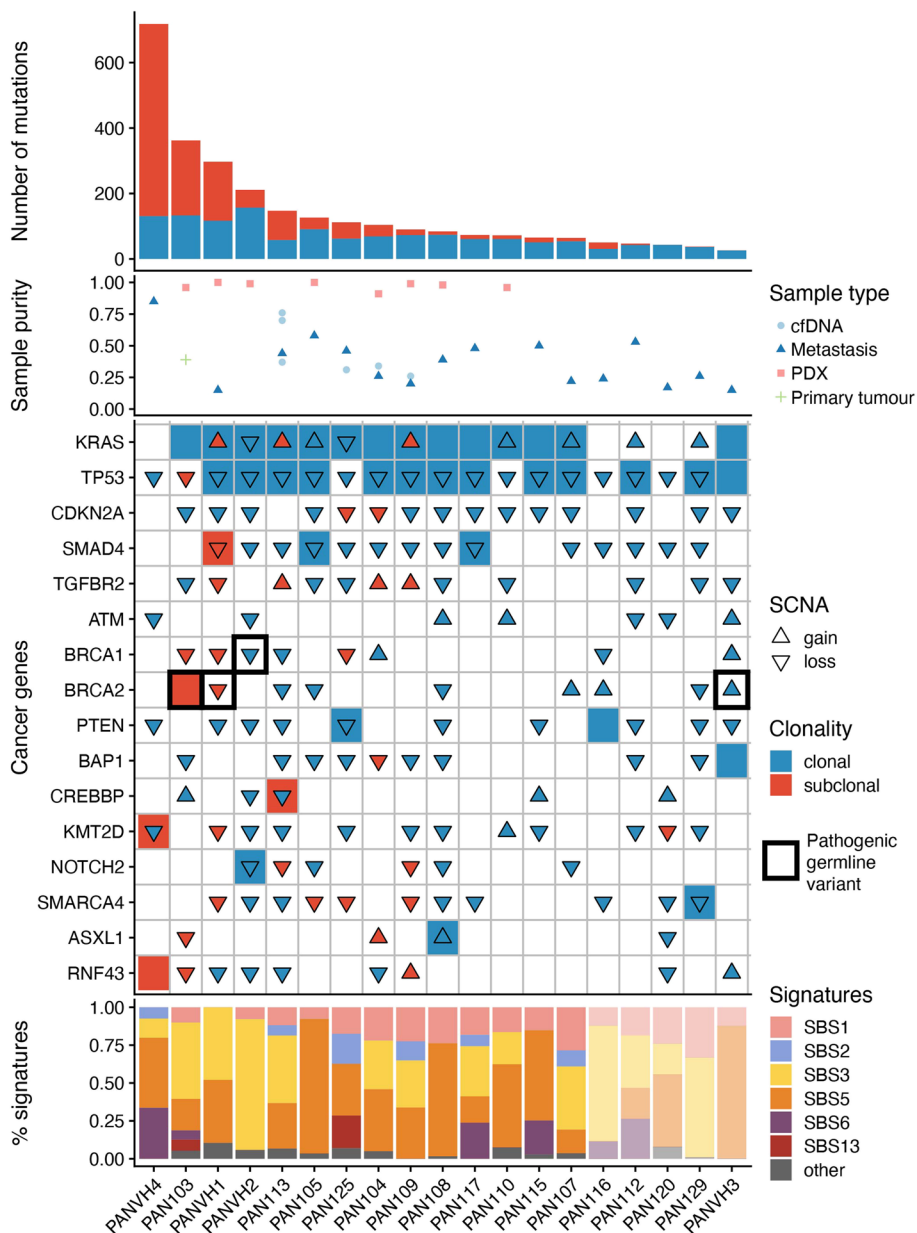 Number of mutations
600
400
200
0
Sample purity
1.00
0.75
0.50
0.25
0.00
Sample type
cfDNA
Metastasis
PDX
Primary tumour
Cancer genes
KRAS
TP53
CDKN2A
SMAD4
TGFBR2
ATM
BRCA1
BRCA2
PTEN
BAP1
CREBBP
KMT2D
NOTCH2
SMARCA4
ASXL1
RNF43
SCNA
gain
loss
Clonality
clonal
subclonal
Pathogenic
germline
variant
% signatures
1.00
0.75
0.50
0.25
0.00
Signatures
SBS1
SBS2
SBS3
SBS5
SBS6
SBS13
other
PANVH4
PAN103
PANVH1
PANVH2
PAN113
PAN105
PAN125
PAN104
PAN109
PAN108
PAN117
PAN110
PAN115
PAN107
PAN116
PAN112
PAN120
PAN129
PANVH3